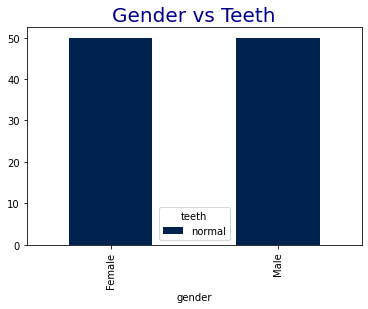 Gender vs Teeth
50
40
30
20
10
0
teeth
normal
Female
Male
gender